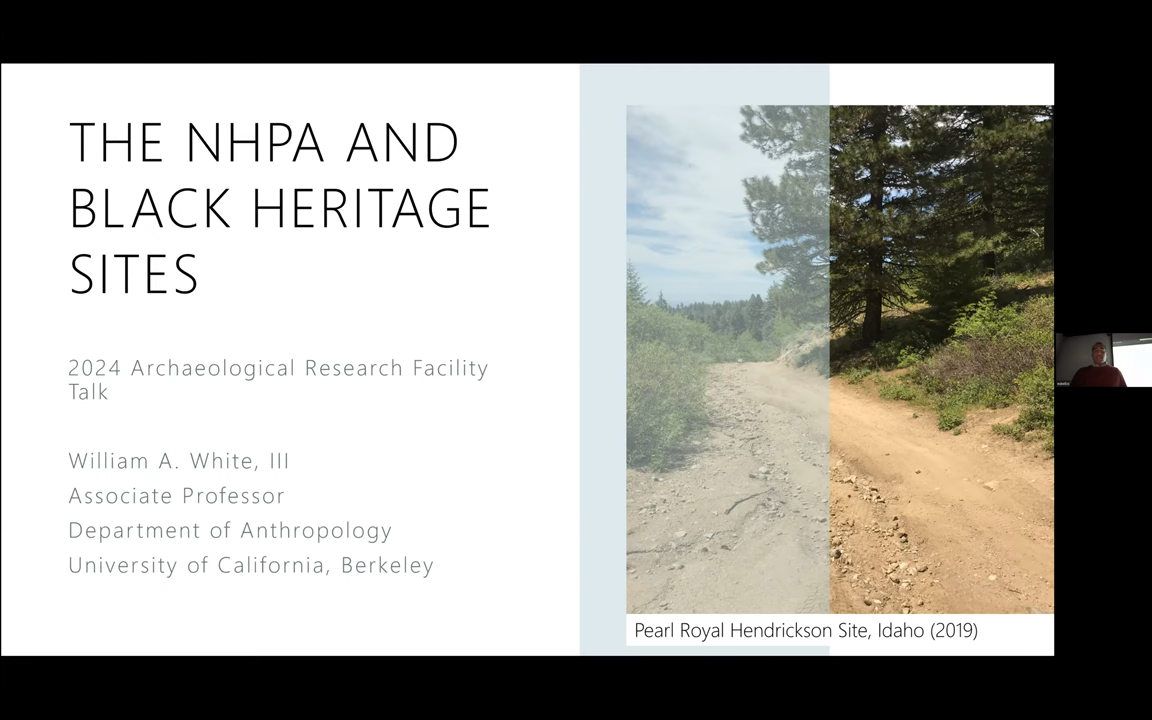 THE NHPA AND
BLACK HERITAGE
SITES
2024 Archaeological Research Facility
Talk
William A. White, III
Associate Professor
Department of Anthropology
University of California, Berkeley
Pearl Royal Hendrickson Site, Idaho (2019)